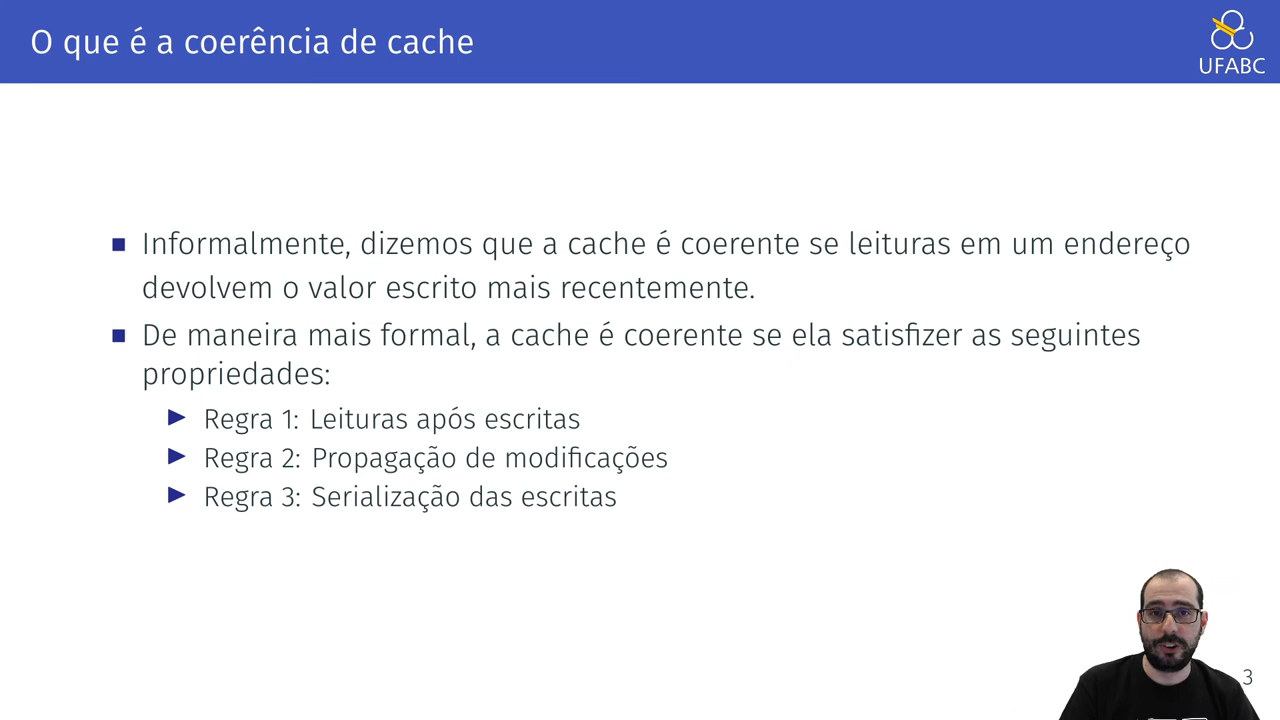 O que é a coerência de cache
UFABC
Informalmente, dizemos que a cache é coerente se leituras em um endereço
devolvem o valor escrito mais recentemente.
De maneira mais formal, a cache é coerente se ela satisfizer as seguintes
propriedades:
Regra 1: Leituras após escritas
Regra 2: Propagação de modificações
Regra 3: Serialização das escritas
3